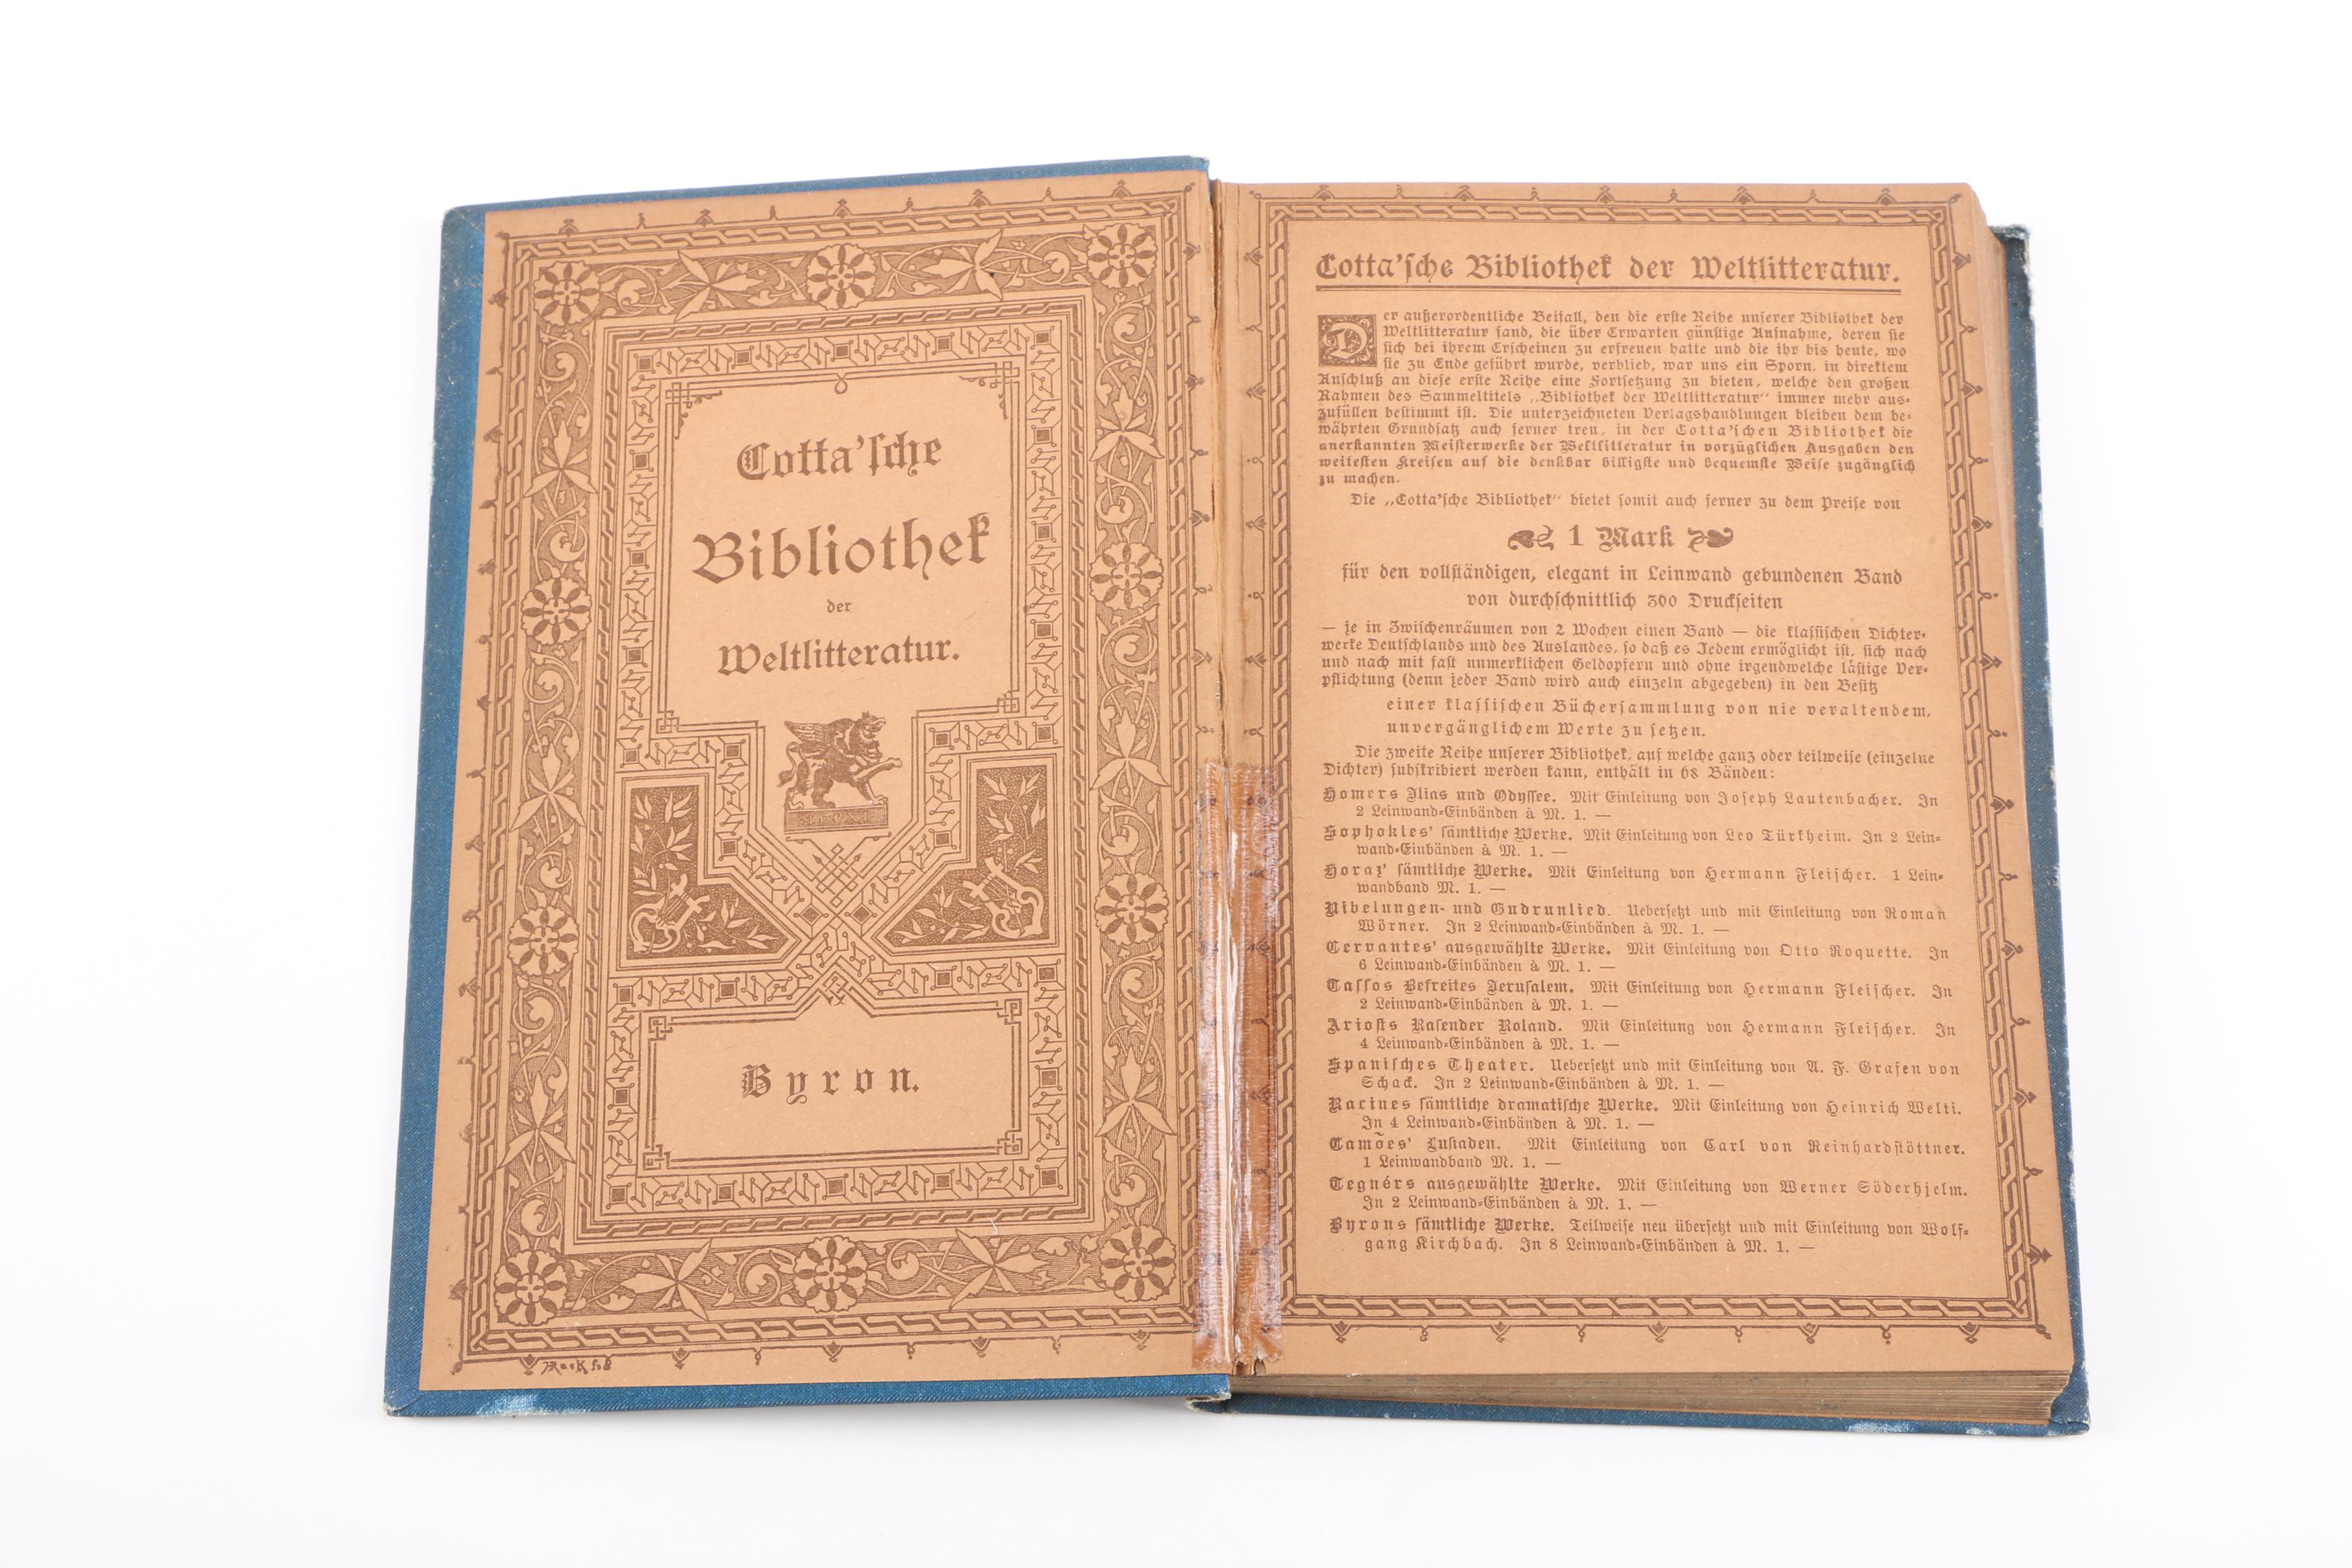 Cotta'sche
Bibliothek
der
Weltlitteratur.
Byron.
Cotta'sche Bibliothek der Weltlitteratur.
Der außerordentliche Beifall, den die erste Reihe unserer Bibliothek der
Weltlitteratur fand, die über Erwarten günstige Aufnahme, deren sie
sich bei ihrem Erscheinen zu erfreuen hatte und die ihr bis heute, wo
sie zu Ende geführt wurde, verblieb, war uns ein Sporn, in direktem
Anschluß an diese erste Reihe eine Fortsetzung zu bieten, welche den großen
Rahmen des Sammeltitels „Bibliothek der Weltlitteratur“ immer mehr aus-
zufüllen bestimmt ist. Die unterzeichneten Verlagshandlungen bleiben dem be-
währten Grundsatz auch ferner treu, in der Cotta'schen Bibliothek die
anerkannten Meisterwerke der Weltlitteratur in vorzüglichen Ausgaben den
weitesten Kreisen auf die denkbar billigste und bequemste Weise zugänglich
zu machen.
Die „Cotta'sche Bibliothek“ bietet somit auch ferner zu dem Preise von
1 Mark
für den vollständigen, elegant in Leinwand gebundenen Band
von durchschnittlich 300 Druckseiten
— je in Zwischenräumen von 2 Wochen einen Band — die klassischen Dichter-
werke Deutschlands und des Auslandes, so daß es Jedem ermöglicht ist, sich nach
und nach mit fast unmerklichen Geldopfern und ohne irgendwelche lästige Ver-
pflichtung (denn jeder Band wird auch einzeln abgegeben) in den Besitz
einer klassischen Büchersammlung von nie veraltendem,
unvergänglichem Werte zu setzen.
Die zweite Reihe unserer Bibliothek, auf welche ganz oder teilweise (einzelne
Dichter) subskribiert werden kann, enthält in 68 Bänden:
Homers Ilias und Odyssee. Mit Einleitung von Joseph Lautenbacher. In
2 Leinwand-Einbänden à M. 1. —
Sophokles' sämtliche Werke. Mit Einleitung von Leo Türkheim. In 2 Lein-
wand-Einbänden à M. 1. —
Horaz' sämtliche Werke. Mit Einleitung von Hermann Fleischer. 1 Lein-
wandband M. 1. —
Nibelungen- und Gudrunlied. Uebersetzt und mit Einleitung von Roman
Wörner. In 2 Leinwand-Einbänden à M. 1. —
Cervantes' ausgewählte Werke. Mit Einleitung von Otto Roquette. In
6 Leinwand-Einbänden à M. 1. —
Tassos Befreites Jerusalem. Mit Einleitung von Hermann Fleischer. In
2 Leinwand-Einbänden à M. 1. —
Ariosts Rasender Roland. Mit Einleitung von Hermann Fleischer. In
4 Leinwand-Einbänden à M. 1. —
Spanisches Theater. Uebersetzt und mit Einleitung von A. F. Grafen von
Schack. In 2 Leinwand-Einbänden à M. 1. —
Racines sämtliche dramatische Werke. Mit Einleitung von Heinrich Welti.
In 4 Leinwand-Einbänden à M. 1. —
Camões' Lusiaden. Mit Einleitung von Carl von Reinhardstöttner.
1 Leinwandband M. 1. —
Tegnérs ausgewählte Werke. Mit Einleitung von Werner Söderhjelm.
In 2 Leinwand-Einbänden à M. 1. —
Byrons sämtliche Werke. Teilweise neu übersetzt und mit Einleitung von Wolf-
gang Kirchbach. In 8 Leinwand-Einbänden à M. 1. —